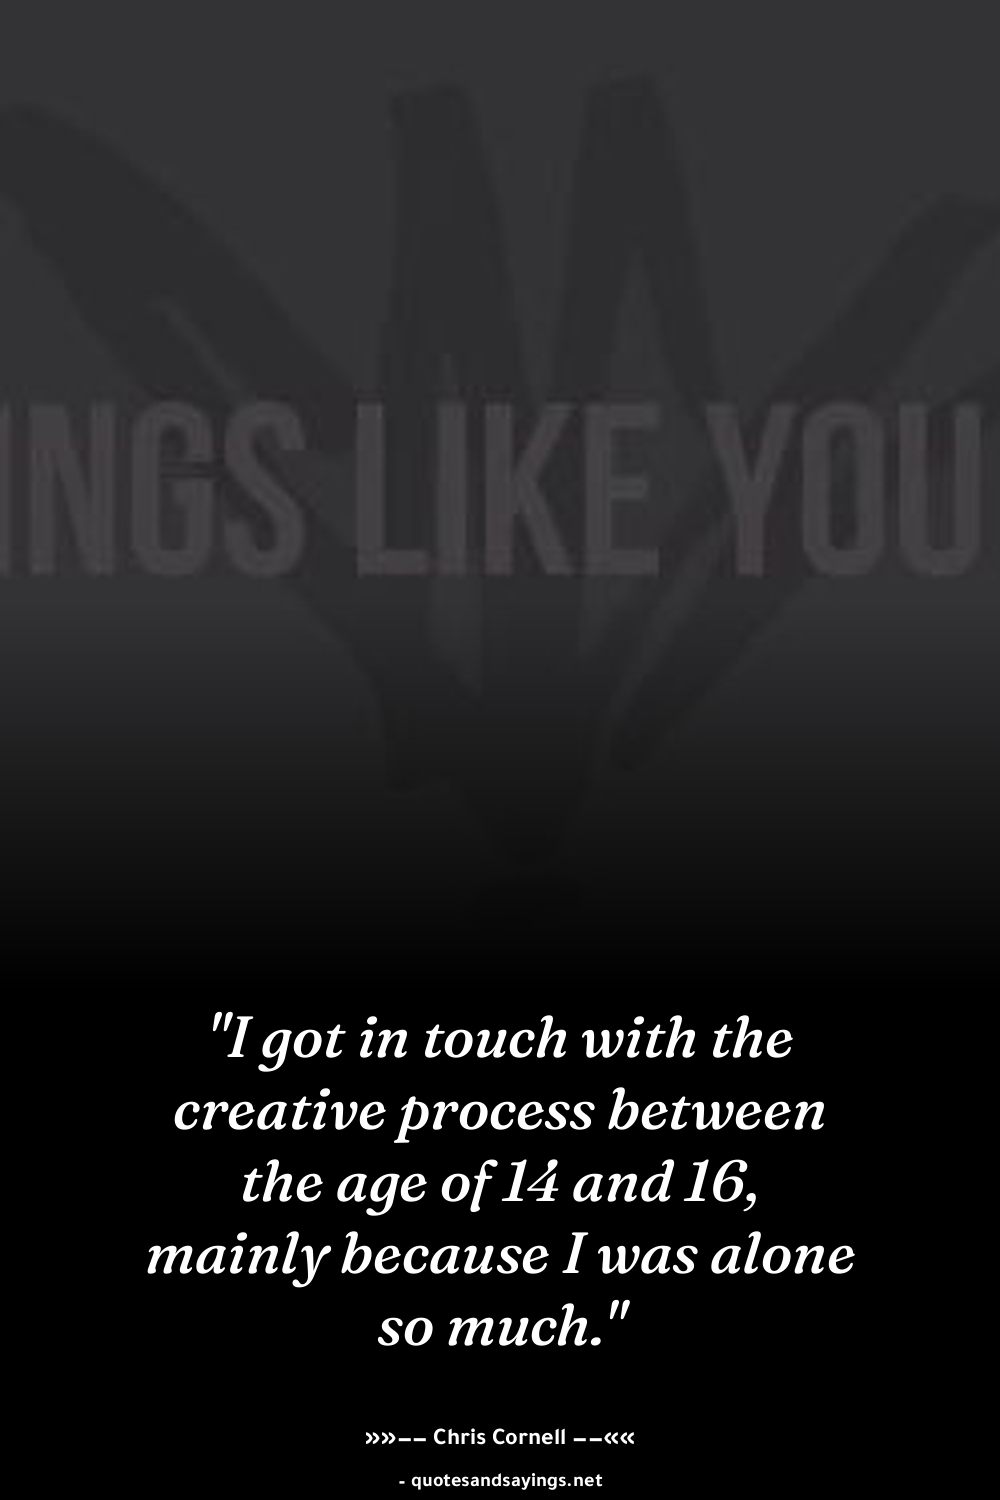 INGS LIKE YOU
"I got in touch with the
creative process between
the age of 14 and 16,
mainly because I was alone
so much."
»»–– Chris Cornell ––««
- quotesandsayings.net